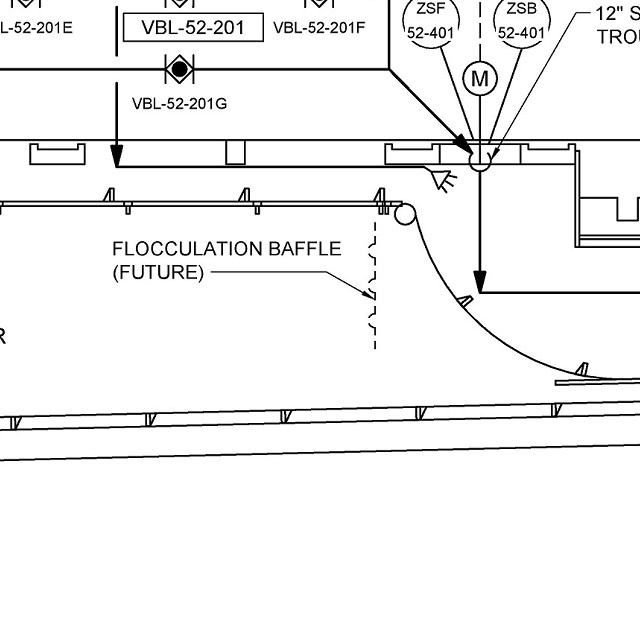 ZSF
52-401
ZSB
52-401
12" S
TROU
L-52-201E
VBL-52-201
VBL-52-201F
M
VBL-52-201G
FLOCCULATION BAFFLE
(FUTURE)
R